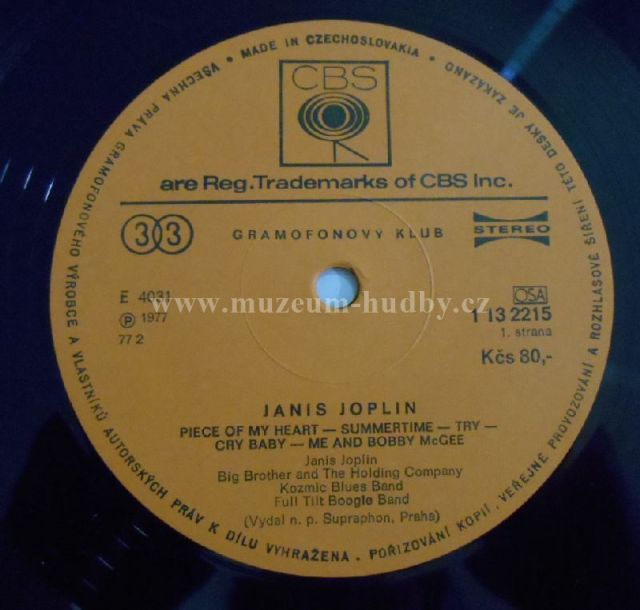 MADE IN CZECHOSLOVAKIA • VŠECHNA PRÁVA GRAMOFONOVÉHO VÝROBCE A VLASTNÍKŮ AUTORSKÝCH PRÁV K DÍLU VYHRAŽENA. POŘIZOVÁNÍ KOPIÍ, VEŘEJNÉ PROVOZOVÁNÍ A ROZHLASOVÉ ŠÍŘENÍ TÉTO DESKY JE ZAKÁZÁNO •
CBS
are Reg. Trademarks of CBS Inc.
33
GRAMOFONOVÝ KLUB
STEREO
E 4031
℗ 1977
77 2
OSA
1 13 2215
1. strana
Kčs 80,-
www.muzeum-hudby.cz
JANIS JOPLIN
PIECE OF MY HEART — SUMMERTIME — TRY —
CRY BABY — ME AND BOBBY McGEE
Janis Joplin
Big Brother and The Holding Company
Kozmic Blues Band
Full Tilt Boogie Band
(Vydal n. p. Supraphon, Praha)